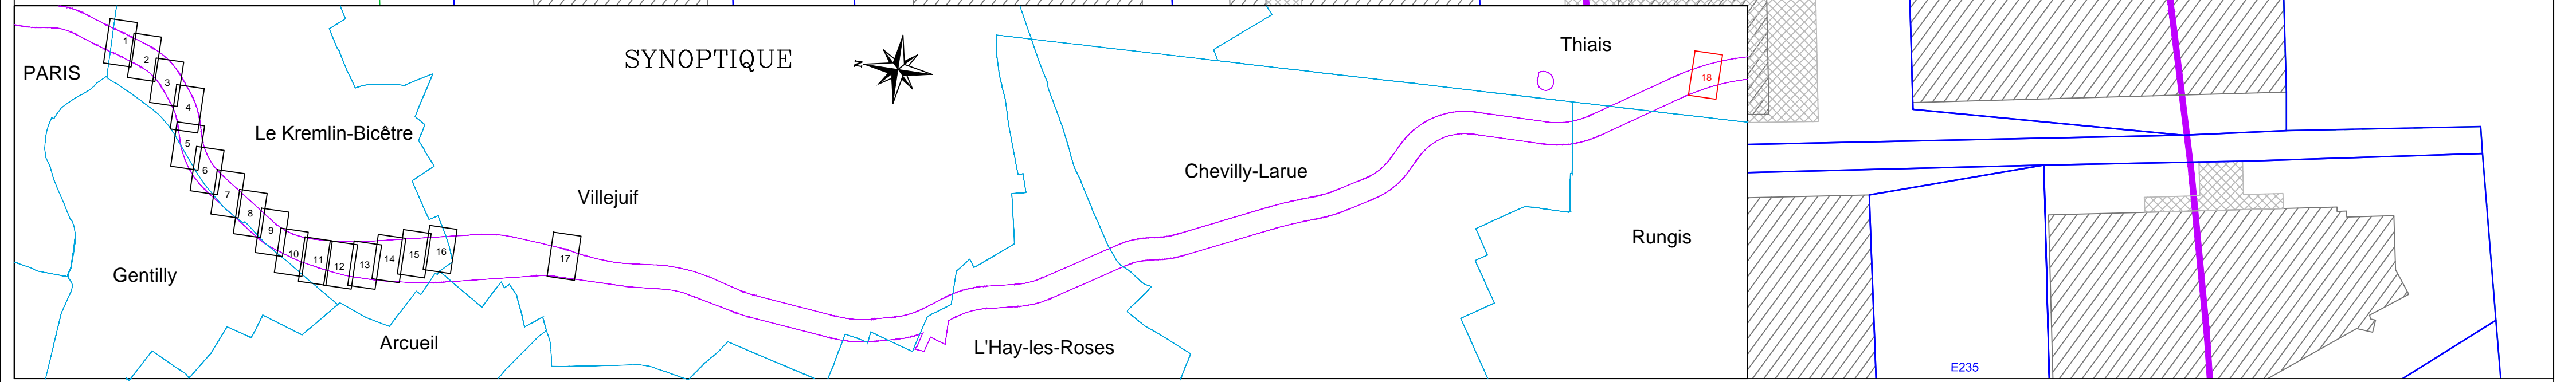 SYNOPTIQUE
N
PARIS
Le Kremlin-Bicêtre
Villejuif
Gentilly
Arcueil
L'Hay-les-Roses
Chevilly-Larue
Thiais
Rungis
1
2
3
4
5
6
7
8
9
10
11
12
13
14
15
16
17
18
E235